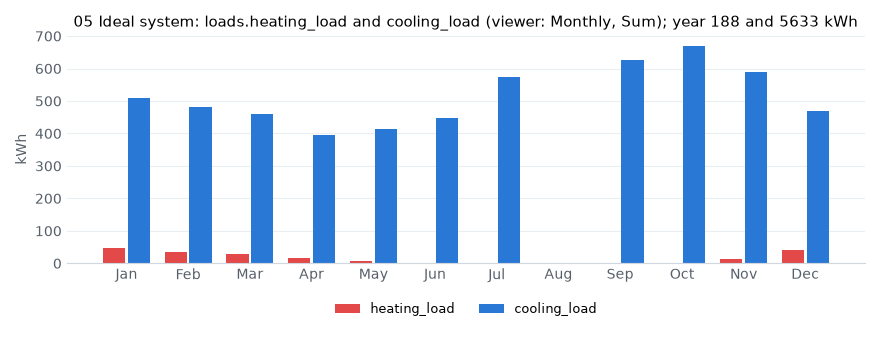 05 Ideal system: loads.heating_load and cooling_load (viewer: Monthly, Sum); year 188 and 5633 kWh
700
600
500
400
300
200
100
0
kWh
Jan Feb Mar Apr May Jun Jul Aug Sep Oct Nov Dec
heating_load cooling_load